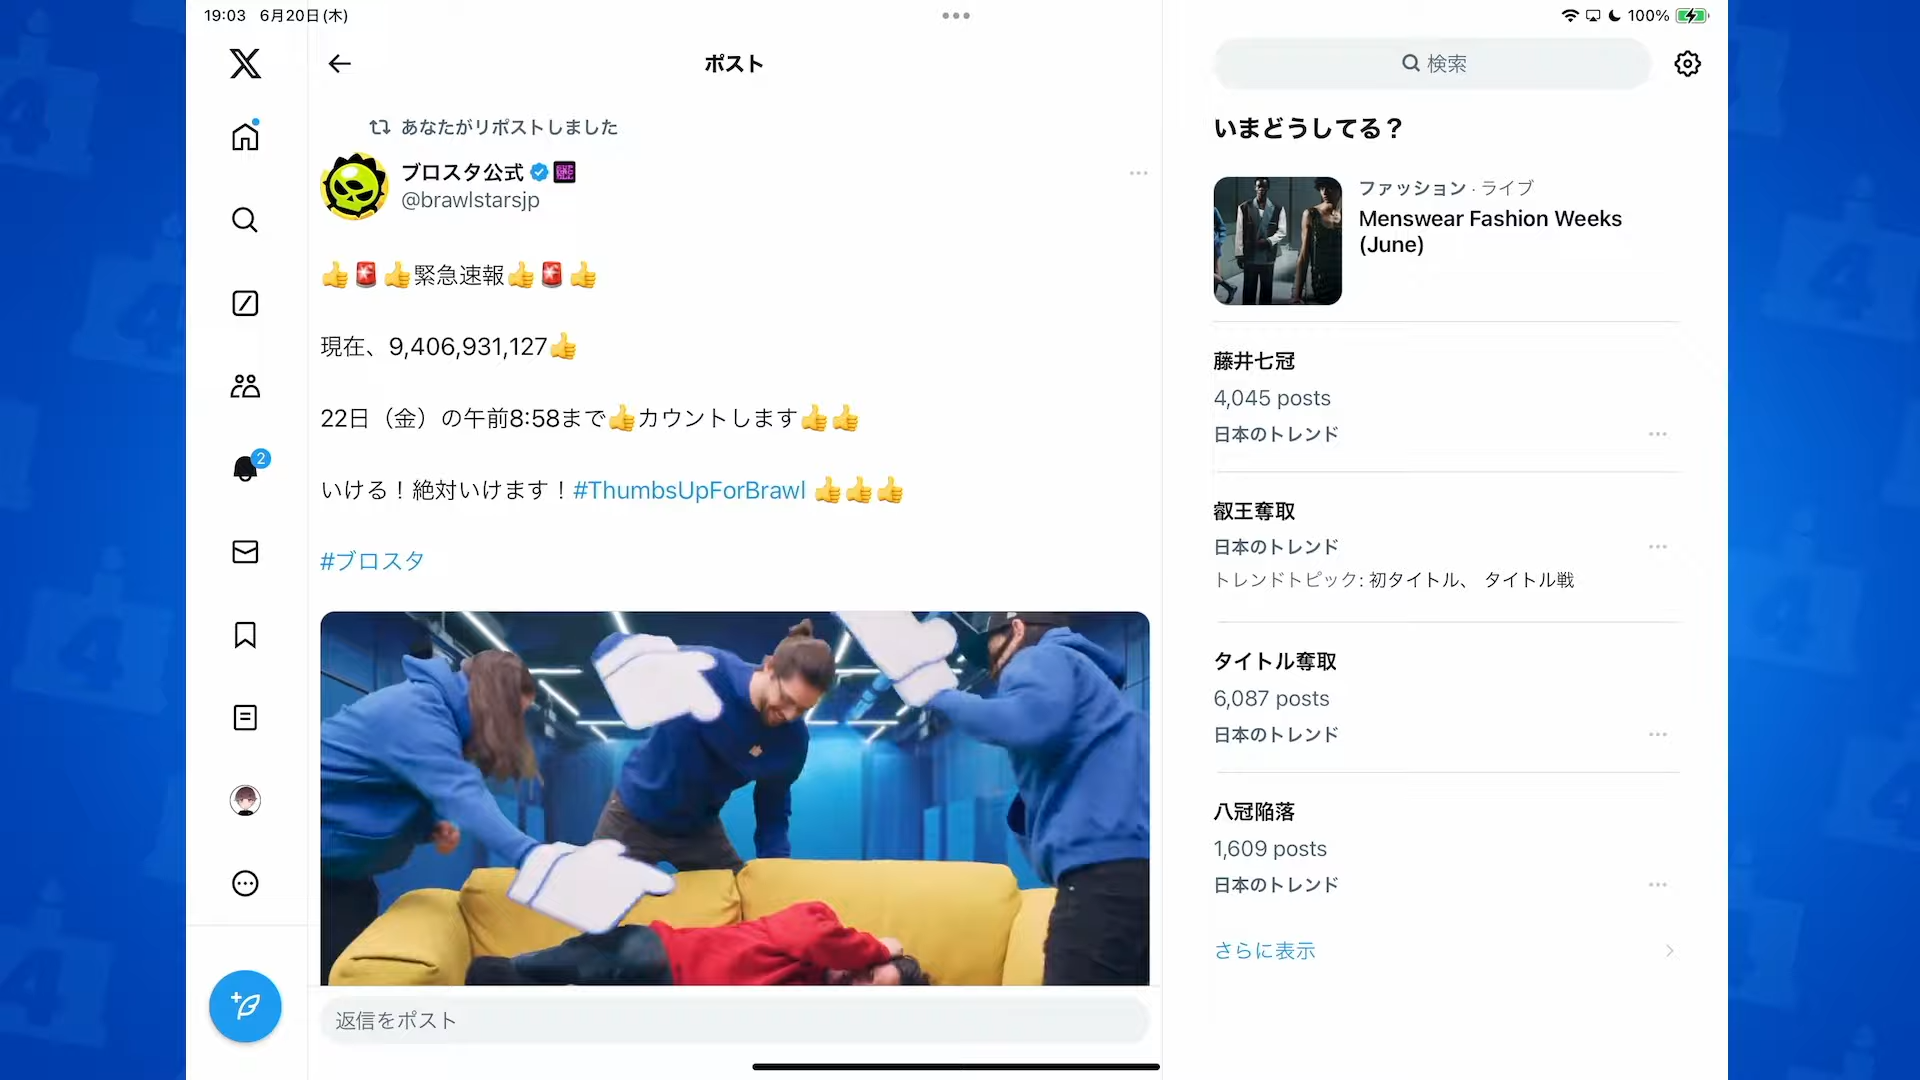 19:03 6月20日(木)
100%
ポスト
あなたがリポストしました
ブロスタ公式
@brawlstarsjp
👍🚨👍緊急速報👍🚨👍
現在、9,406,931,127👍
22日（金）の午前8:58まで👍カウントします👍👍
いける！絶対いけます！#ThumbsUpForBrawl 👍👍👍
#ブロスタ
返信をポスト
2
検索
いまどうしてる？
ファッション · ライブ
Menswear Fashion Weeks
(June)
藤井七冠
4,045 posts
日本のトレンド
叡王奪取
日本のトレンド
トレンドトピック: 初タイトル、 タイトル戦
タイトル奪取
6,087 posts
日本のトレンド
八冠陥落
1,609 posts
日本のトレンド
さらに表示